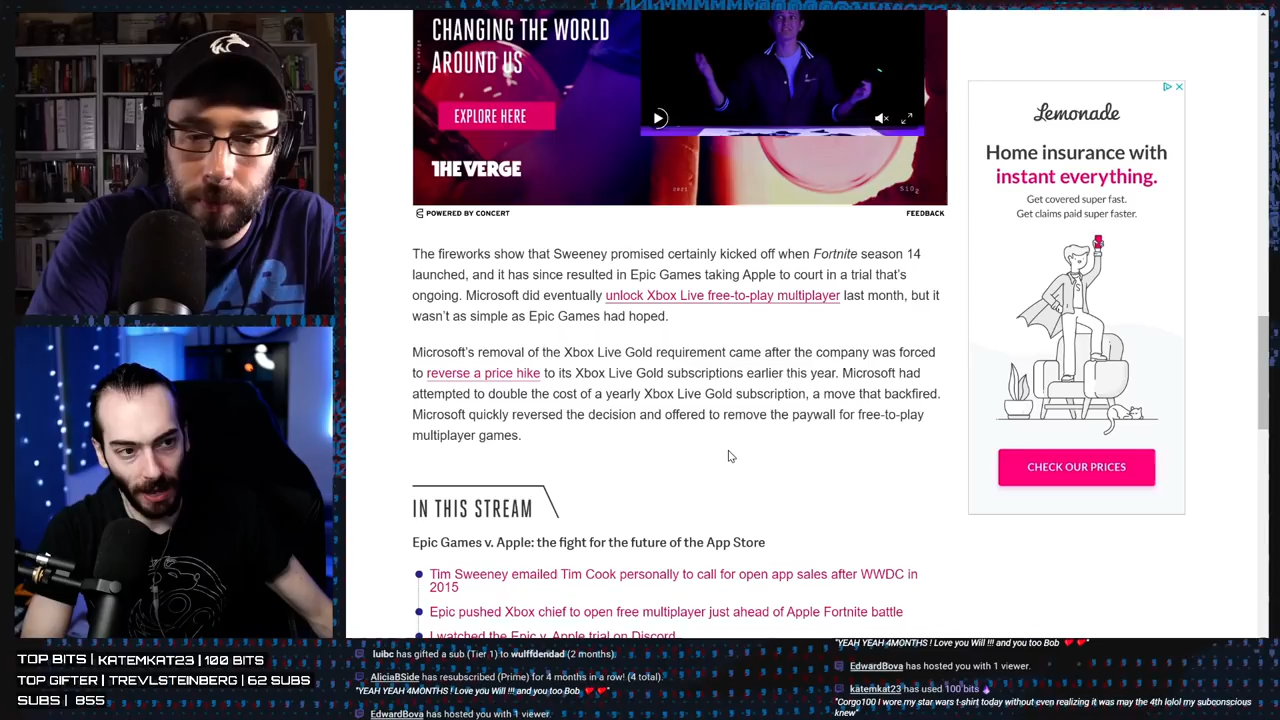 CHANGING THE WORLD
AROUND US
EXPLORE HERE
THE VERGE
2021
POWERED BY CONCERT
FEEDBACK
The fireworks show that Sweeney promised certainly kicked off when Fortnite season 14
launched, and it has since resulted in Epic Games taking Apple to court in a trial that's
ongoing. Microsoft did eventually unlock Xbox Live free-to-play multiplayer last month, but it
wasn't as simple as Epic Games had hoped.
Microsoft's removal of the Xbox Live Gold requirement came after the company was forced
to reverse a price hike to its Xbox Live Gold subscriptions earlier this year. Microsoft had
attempted to double the cost of a yearly Xbox Live Gold subscription, a move that backfired.
Microsoft quickly reversed the decision and offered to remove the paywall for free-to-play
multiplayer games.
IN THIS STREAM
Epic Games v. Apple: the fight for the future of the App Store
Tim Sweeney emailed Tim Cook personally to call for open app sales after WWDC in
2015
Epic pushed Xbox chief to open free multiplayer just ahead of Apple Fortnite battle
I watched the Epic v. Apple trial on Discord
Lemonade
Home insurance with
instant everything.
Get covered super fast.
Get claims paid super faster.
CHECK OUR PRICES
TOP BITS | KATEMKAT23 | 100 BITS
TOP GIFTER | TREVLSTEINBERG | 62 SUBS
SUBS | 855
luibc has gifted a sub (Tier 1) to wulffdendad (2 months).
AliciaBSide has resubscribed (Prime) for 4 months in a row! (4 total).
"YEAH YEAH 4MONTHS ! Love you Will !!! and you too Bob ❤️ ❤️"
EdwardBova has hosted you with 1 viewer.
"YEAH YEAH 4MONTHS ! Love you Will !!! and you too Bob ❤️ ❤️"
EdwardBova has hosted you with 1 viewer.
katemkat23 has used 100 bits
"Corgo100 I wore my star wars t-shirt today without even realizing it was may the 4th lolol my subconscious
knew"